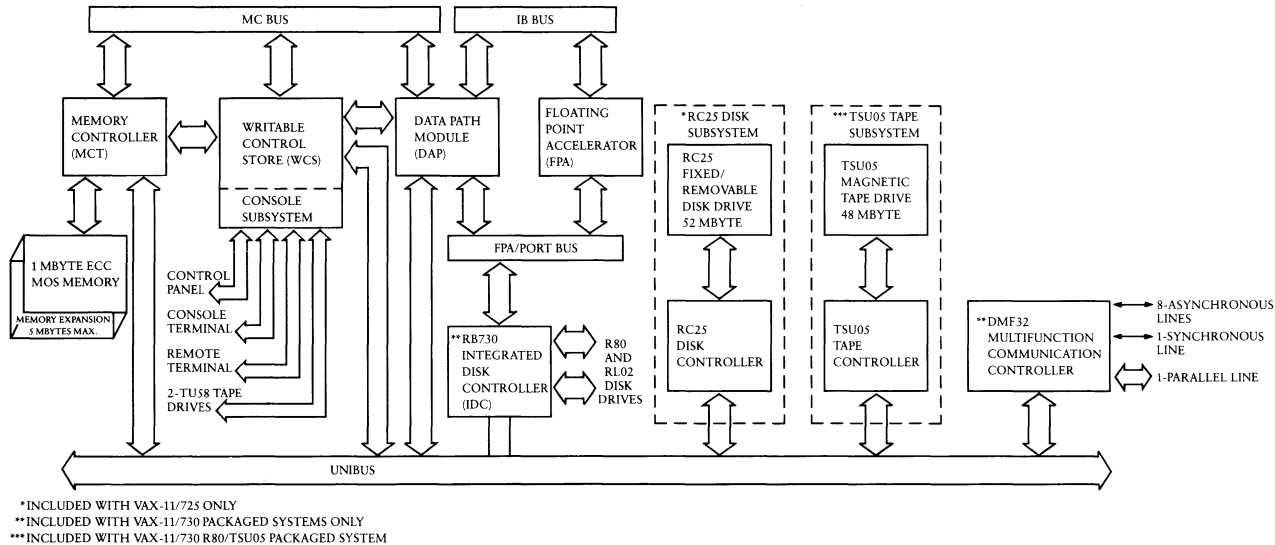 MC BUS
IB BUS
MEMORY
CONTROLLER
(MCT)
WRITABLE
CONTROL
STORE (WCS)
CONSOLE
SUBSYSTEM
DATA PATH
MODULE
(DAP)
FLOATING
POINT
ACCELERATOR
(FPA)
*RC25 DISK
SUBSYSTEM
RC25
FIXED/
REMOVABLE
DISK DRIVE
52 MBYTE
***TSU05 TAPE
SUBSYSTEM
TSU05
MAGNETIC
TAPE DRIVE
48 MBYTE
1 MBYTE ECC
MOS MEMORY
MEMORY EXPANSION
5 MBYTES MAX.
CONTROL
PANEL
CONSOLE
TERMINAL
REMOTE
TERMINAL
2-TU58 TAPE
DRIVES
FPA/PORT BUS
**RB730
INTEGRATED
DISK
CONTROLLER
(IDC)
R80
AND
RL02
DISK
DRIVES
RC25
DISK
CONTROLLER
TSU05
TAPE
CONTROLLER
**DMF32
MULTIFUNCTION
COMMUNICATION
CONTROLLER
8-ASYNCHRONOUS
LINES
1-SYNCHRONOUS
LINE
1-PARALLEL LINE
UNIBUS
*INCLUDED WITH VAX-11/725 ONLY
**INCLUDED WITH VAX-11/730 PACKAGED SYSTEMS ONLY
***INCLUDED WITH VAX-11/730 R80/TSU05 PACKAGED SYSTEM